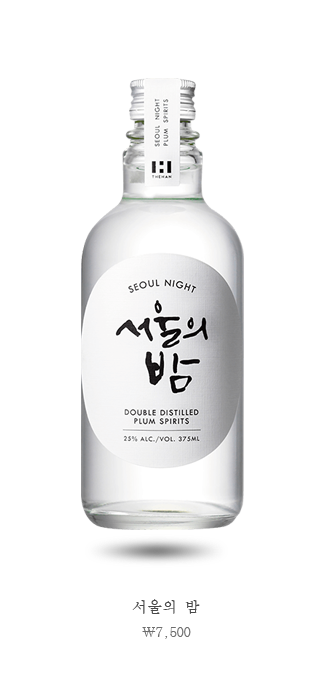 SEOUL NIGHT
PLUM SPIRITS
THEHAN
SEOUL NIGHT
서울의
밤
DOUBLE DISTILLED
PLUM SPIRITS
25% ALC./VOL. 375ML
서울의 밤
₩7,500